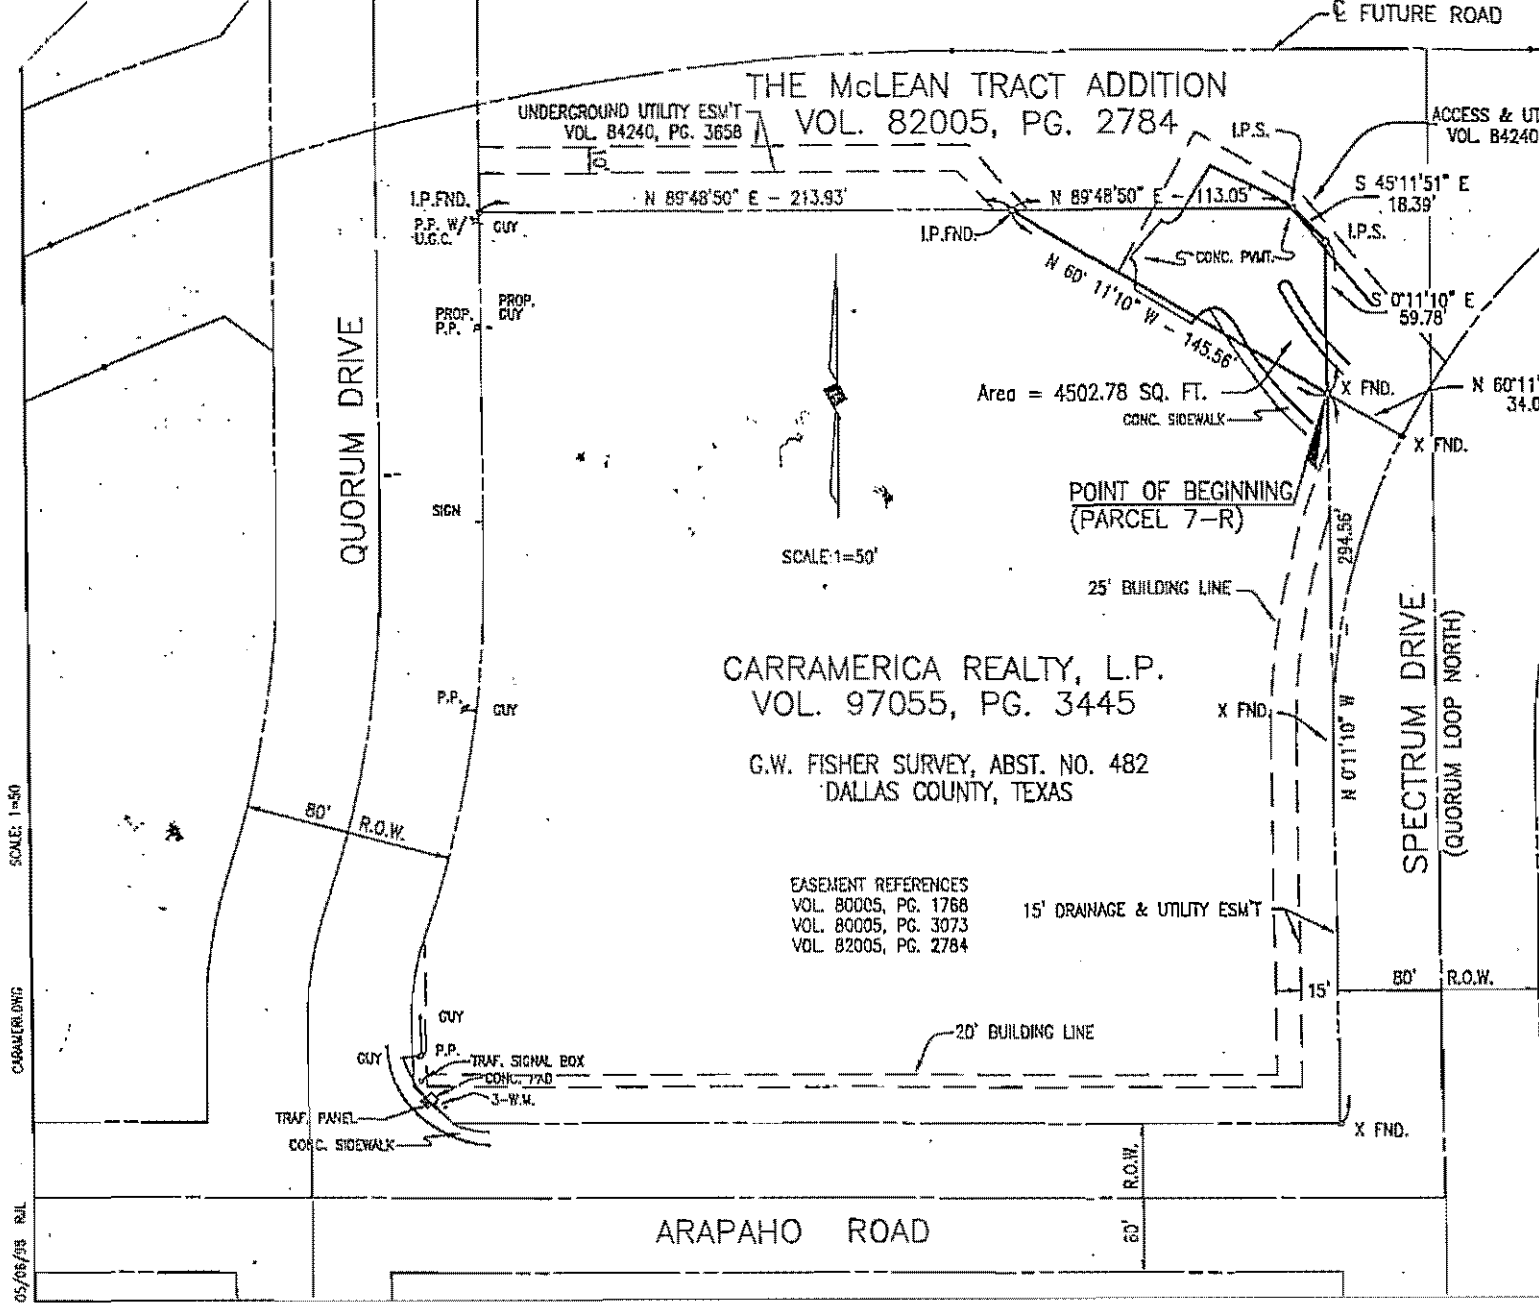 ℄ FUTURE ROAD
THE McLEAN TRACT ADDITION
VOL. 82005, PG. 2784
UNDERGROUND UTILITY ESM'T
VOL. 84240, PG. 3658
ACCESS & UT
VOL. 84240
I.P.S.
10'
S 45°11'51" E
18.39'
I.P.FND.
N 89°48'50" E - 213.93'
N 89°48'50" E - 113.05'
P.P. W/
U.G.C.
GUY
I.P.FND.
I.P.S.
CONC. PVMT.
N 60° 11'10" W - 145.56'
S 0°11'10" E
59.78'
PROP.
P.P.
PROP.
GUY
QUORUM DRIVE
Area = 4502.78 SQ. FT.
X FND.
N 60°11'
34.0
CONC. SIDEWALK
X FND.
POINT OF BEGINNING
(PARCEL 7-R)
SIGN
SCALE:1=50'
294.56'
25' BUILDING LINE
CARRAMERICA REALTY, L.P.
VOL. 97055, PG. 3445
P.P.
GUY
X FND.
G.W. FISHER SURVEY, ABST. NO. 482
DALLAS COUNTY, TEXAS
N 0°11'10" W
SPECTRUM DRIVE
(QUORUM LOOP NORTH)
80'
R.O.W.
SCALE: 1=50
EASEMENT REFERENCES
VOL. 80005, PG. 1768
VOL. 80005, PG. 3073
VOL. 82005, PG. 2784
15' DRAINAGE & UTILITY ESM'T
15'
80'
R.O.W.
CARAMERI.DWG
GUY
20' BUILDING LINE
GUY
P.P.
TRAF. SIGNAL BOX
CONC. PAD
3-W.M.
TRAF. PANEL
CONC. SIDEWALK
X FND.
R.O.W.
60'
ARAPAHO ROAD
05/06/98 RJL